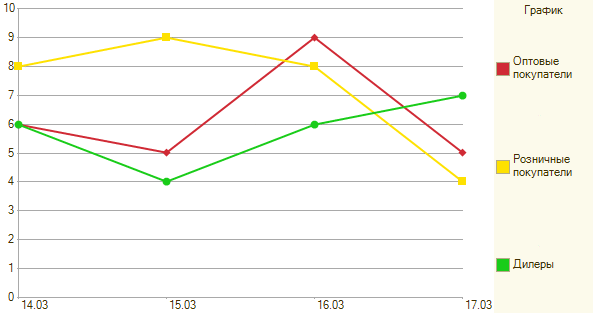 График
10
9
8
7
6
5
4
3
2
1
0
14.03
15.03
16.03
17.03
Оптовые
покупатели
Розничные
покупатели
Дилеры